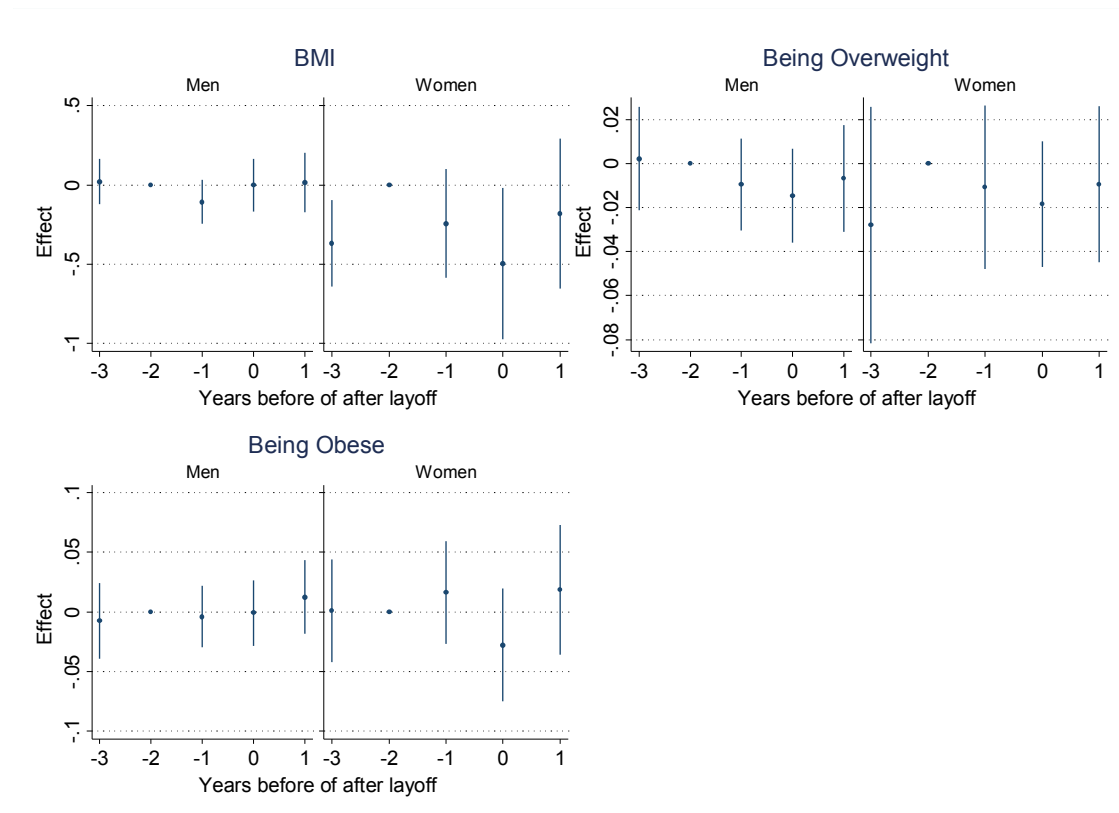 BMI
Men Women
.5
0
-.5
-1
Effect
-3 -2 -1 0 1 -3 -2 -1 0 1
Years before of after layoff
Being Overweight
Men Women
.02
0
-.02
-.04
-.06
-.08
Effect
-3 -2 -1 0 1 -3 -2 -1 0 1
Years before of after layoff
Being Obese
Men Women
.1
.05
0
-.05
-.1
Effect
-3 -2 -1 0 1 -3 -2 -1 0 1
Years before of after layoff